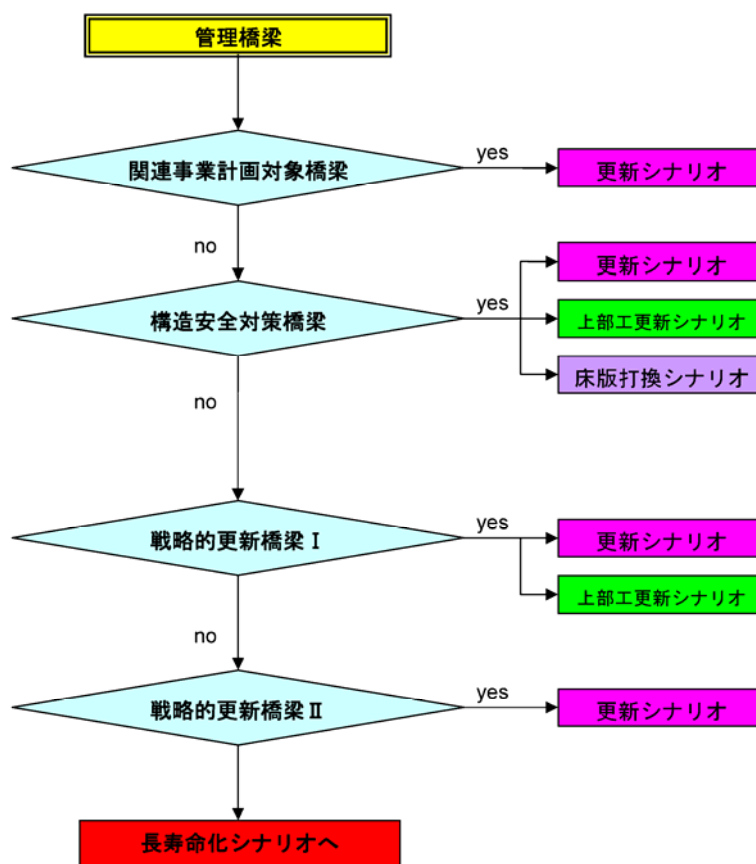 管理橋梁
関連事業計画対象橋梁
yes
更新シナリオ
no
更新シナリオ
構造安全対策橋梁
yes
上部工更新シナリオ
床版打換シナリオ
no
戦略的更新橋梁Ⅰ
yes
更新シナリオ
上部工更新シナリオ
no
戦略的更新橋梁Ⅱ
yes
更新シナリオ
長寿命化シナリオへ